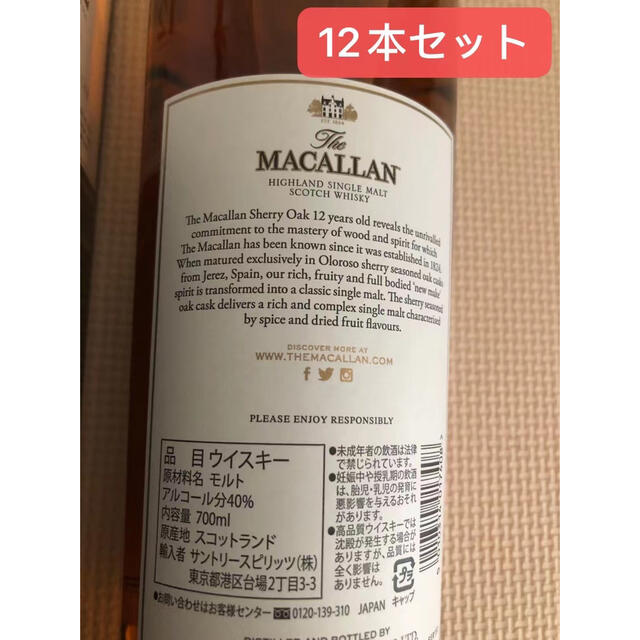 12本セット
EST. 1824
The
MACALLAN
HIGHLAND SINGLE MALT
SCOTCH WHISKY
The Macallan Sherry Oak 12 years old reveals the unrivalled
commitment to the mastery of wood and spirit for which
The Macallan has been known since it was established in 1824.
When matured exclusively in Oloroso sherry seasoned oak casks
from Jerez, Spain, our rich, fruity and full bodied 'new make'
spirit is transformed into a classic single malt. The sherry seasoned
oak cask delivers a rich and complex single malt characterised
by spice and dried fruit flavours.
DISCOVER MORE AT
WWW.THEMACALLAN.COM
PLEASE ENJOY RESPONSIBLY
品 目 ウイスキー
原材料名 モルト
アルコール分40%
内容量 700ml
原産地 スコットランド
輸入者 サントリースピリッツ(株)
東京都港区台場2丁目3-3
●未成年者の飲酒は法律
で禁じられています。
●妊娠中や授乳期の飲酒
は、胎児・乳児の発育に
悪影響を与えるおそれ
があります。
●高品質ウイスキーでは
沈殿が発生する場合が
ありますが、品質には
全く影響は
ありません。
プラ
キャップ
●お問い合わせはお客様センター 0120-139-310 JAPAN
DISTILLED AND BOTTLED BY
LTD.